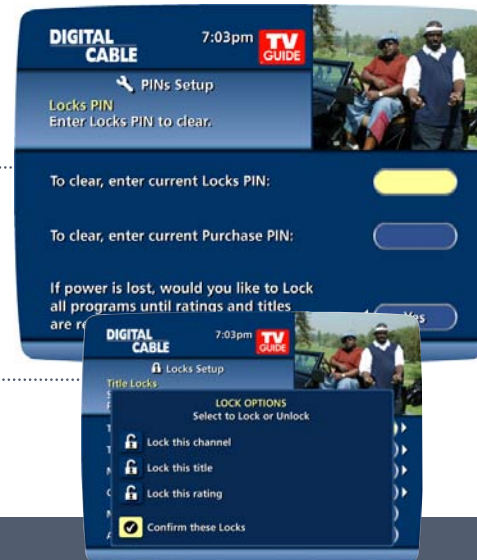 DIGITAL
CABLE
7:03pm
TV
GUIDE
PINs Setup
Locks PIN
Enter Locks PIN to clear.
To clear, enter current Locks PIN:
To clear, enter current Purchase PIN:
If power is lost, would you like to Lock
all programs until ratings and titles
are
Yes
DIGITAL
CABLE
7:03pm
TV
GUIDE
Locks Setup
Title Locks
LOCK OPTIONS
Select to Lock or Unlock
Lock this channel
Lock this title
Lock this rating
Confirm these Locks